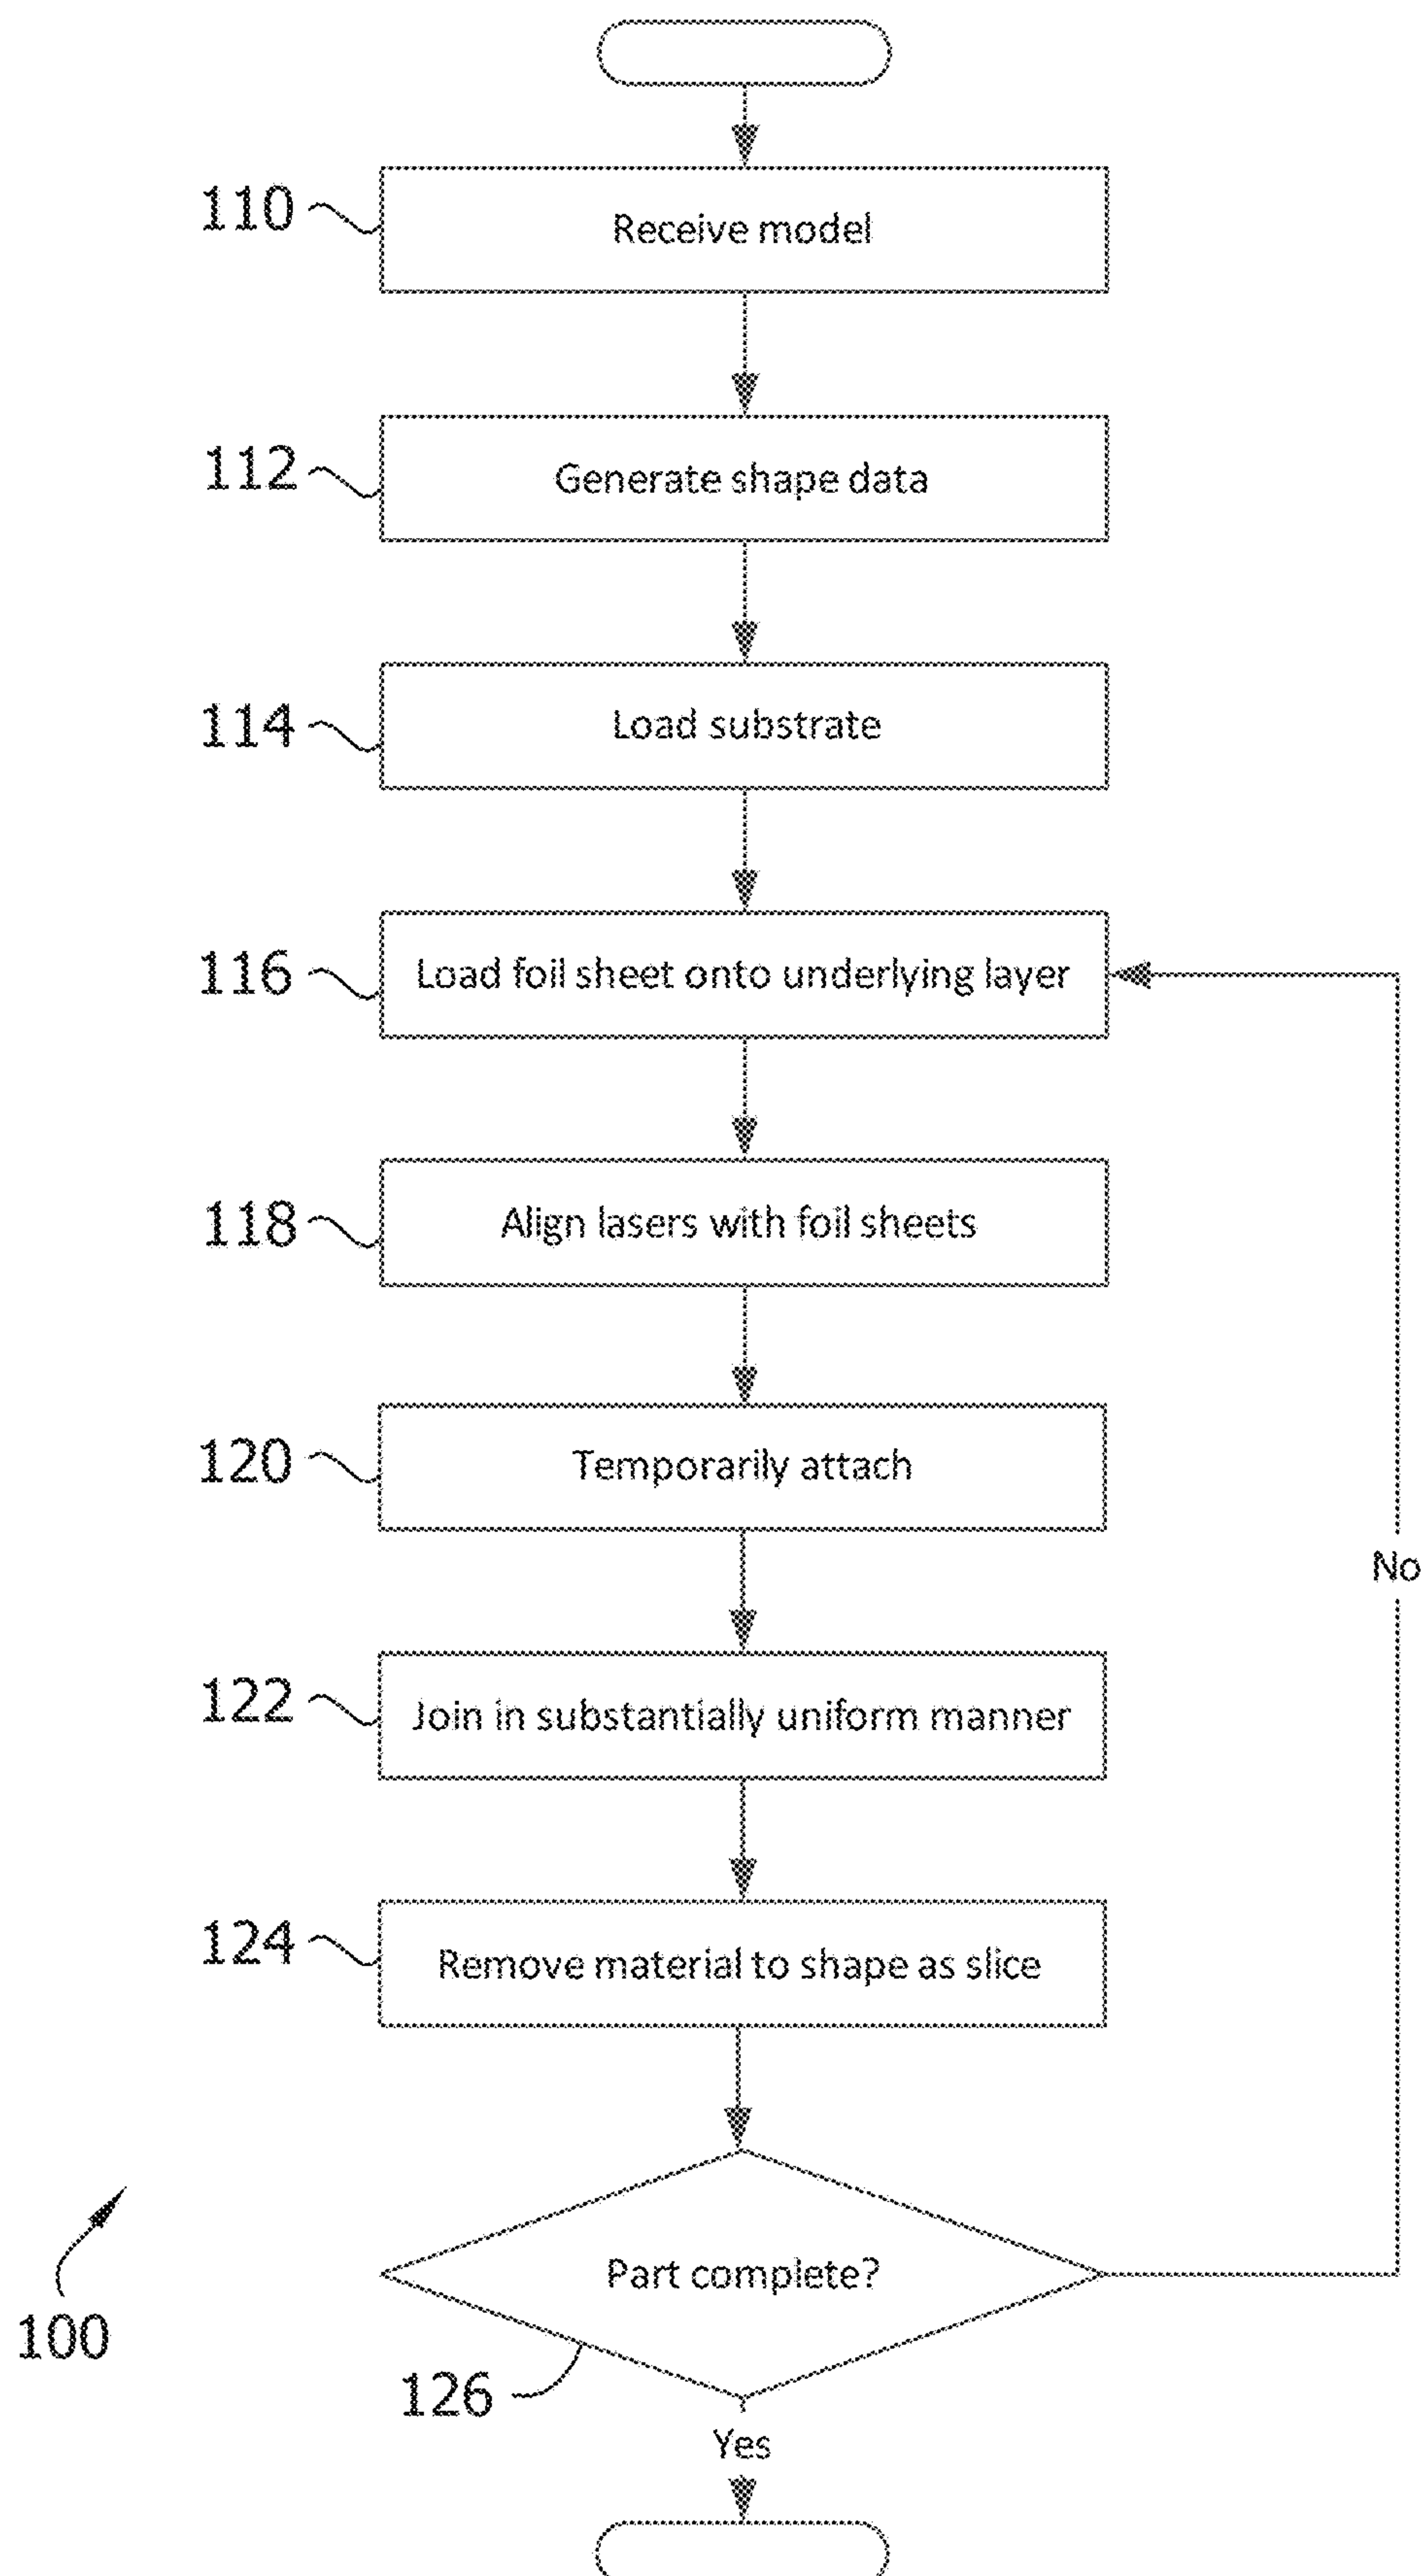 110
Receive model
112
Generate shape data
114
Load substrate
116
Load foil sheet onto underlying layer
118
Align lasers with foil sheets
120
Temporarily attach
No
122
Join in substantially uniform manner
124
Remove material to shape as slice
Part complete?
100
126
Yes